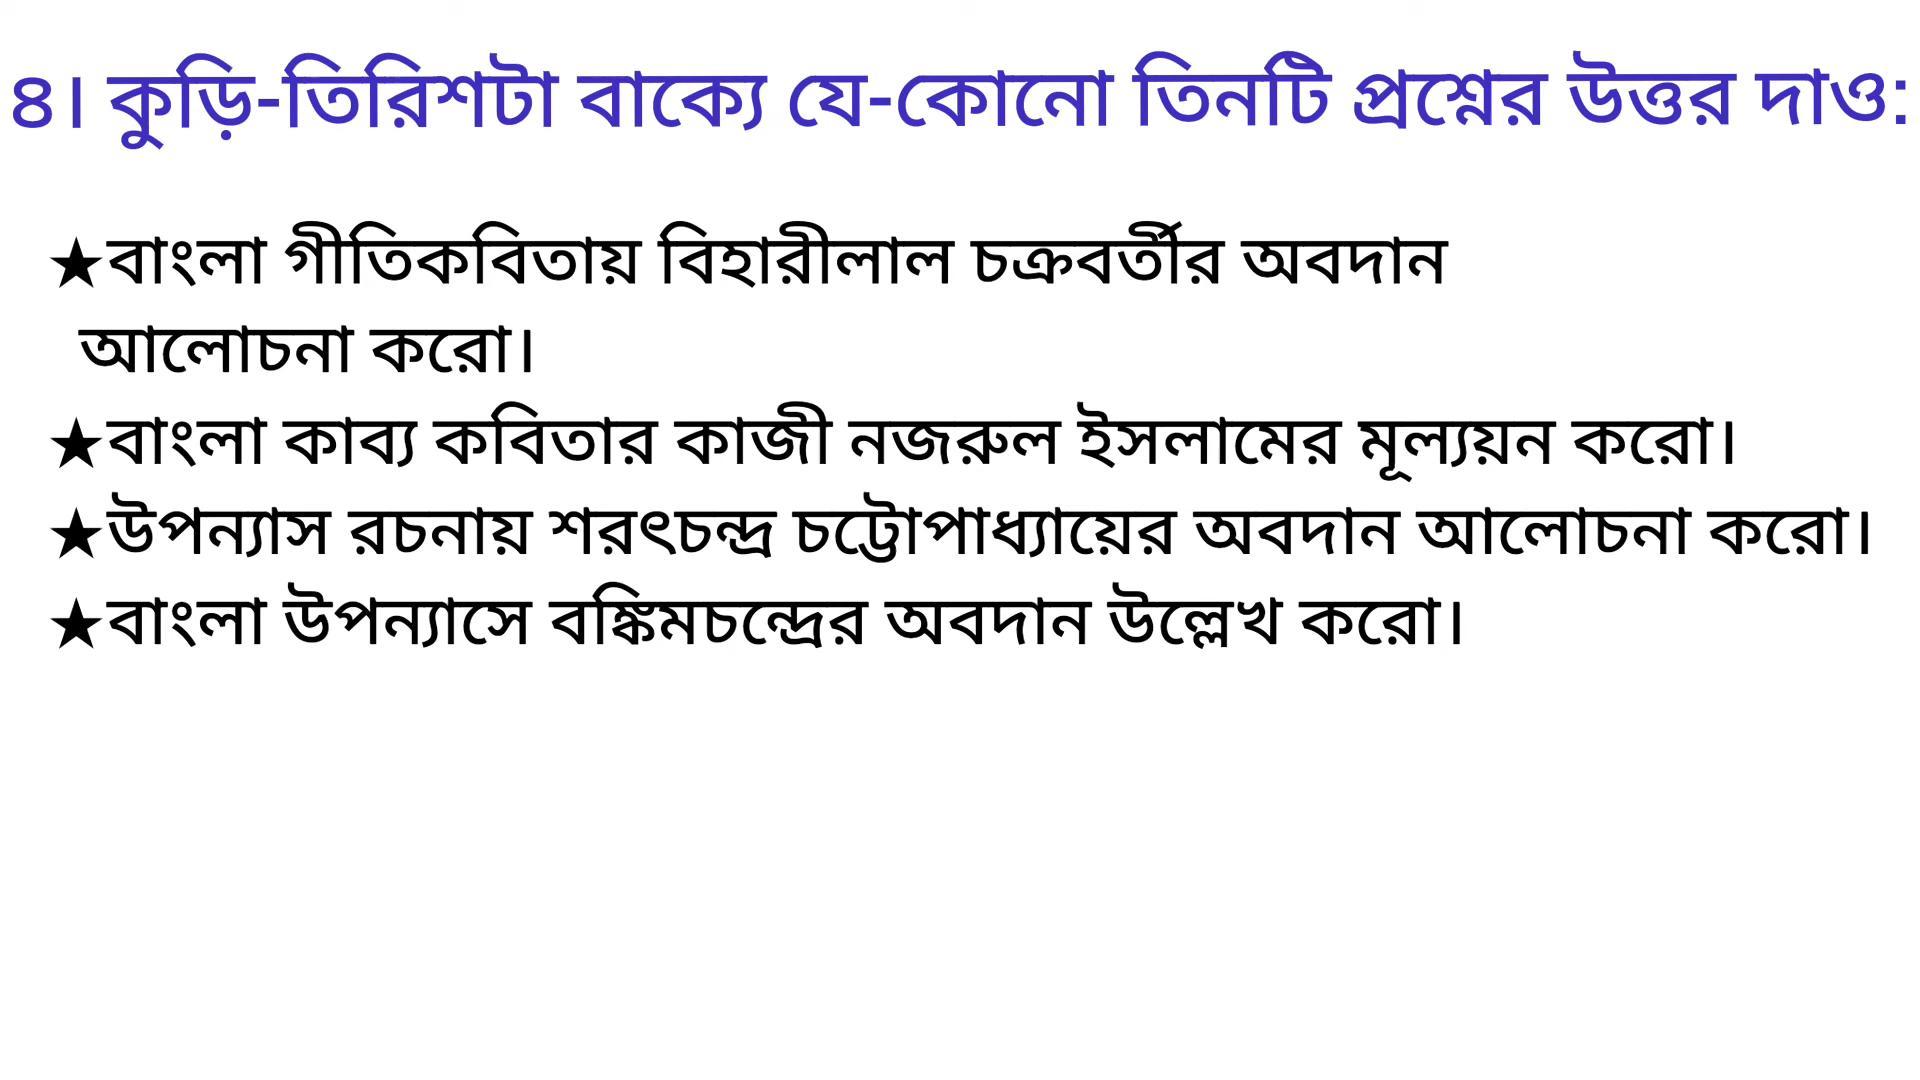 ৪। কুড়ি-তিরিশটা বাক্যে যে-কোনো তিনটি প্রশ্নের উত্তর দাও:
★বাংলা গীতিকবিতায় বিহারীলাল চক্রবর্তীর অবদান
আলোচনা করো।
★বাংলা কাব্য কবিতার কাজী নজরুল ইসলামের মূল্যয়ন করো।
★উপন্যাস রচনায় শরৎচন্দ্র চট্টোপাধ্যায়ের অবদান আলোচনা করো।
★বাংলা উপন্যাসে বঙ্কিমচন্দ্রের অবদান উল্লেখ করো।